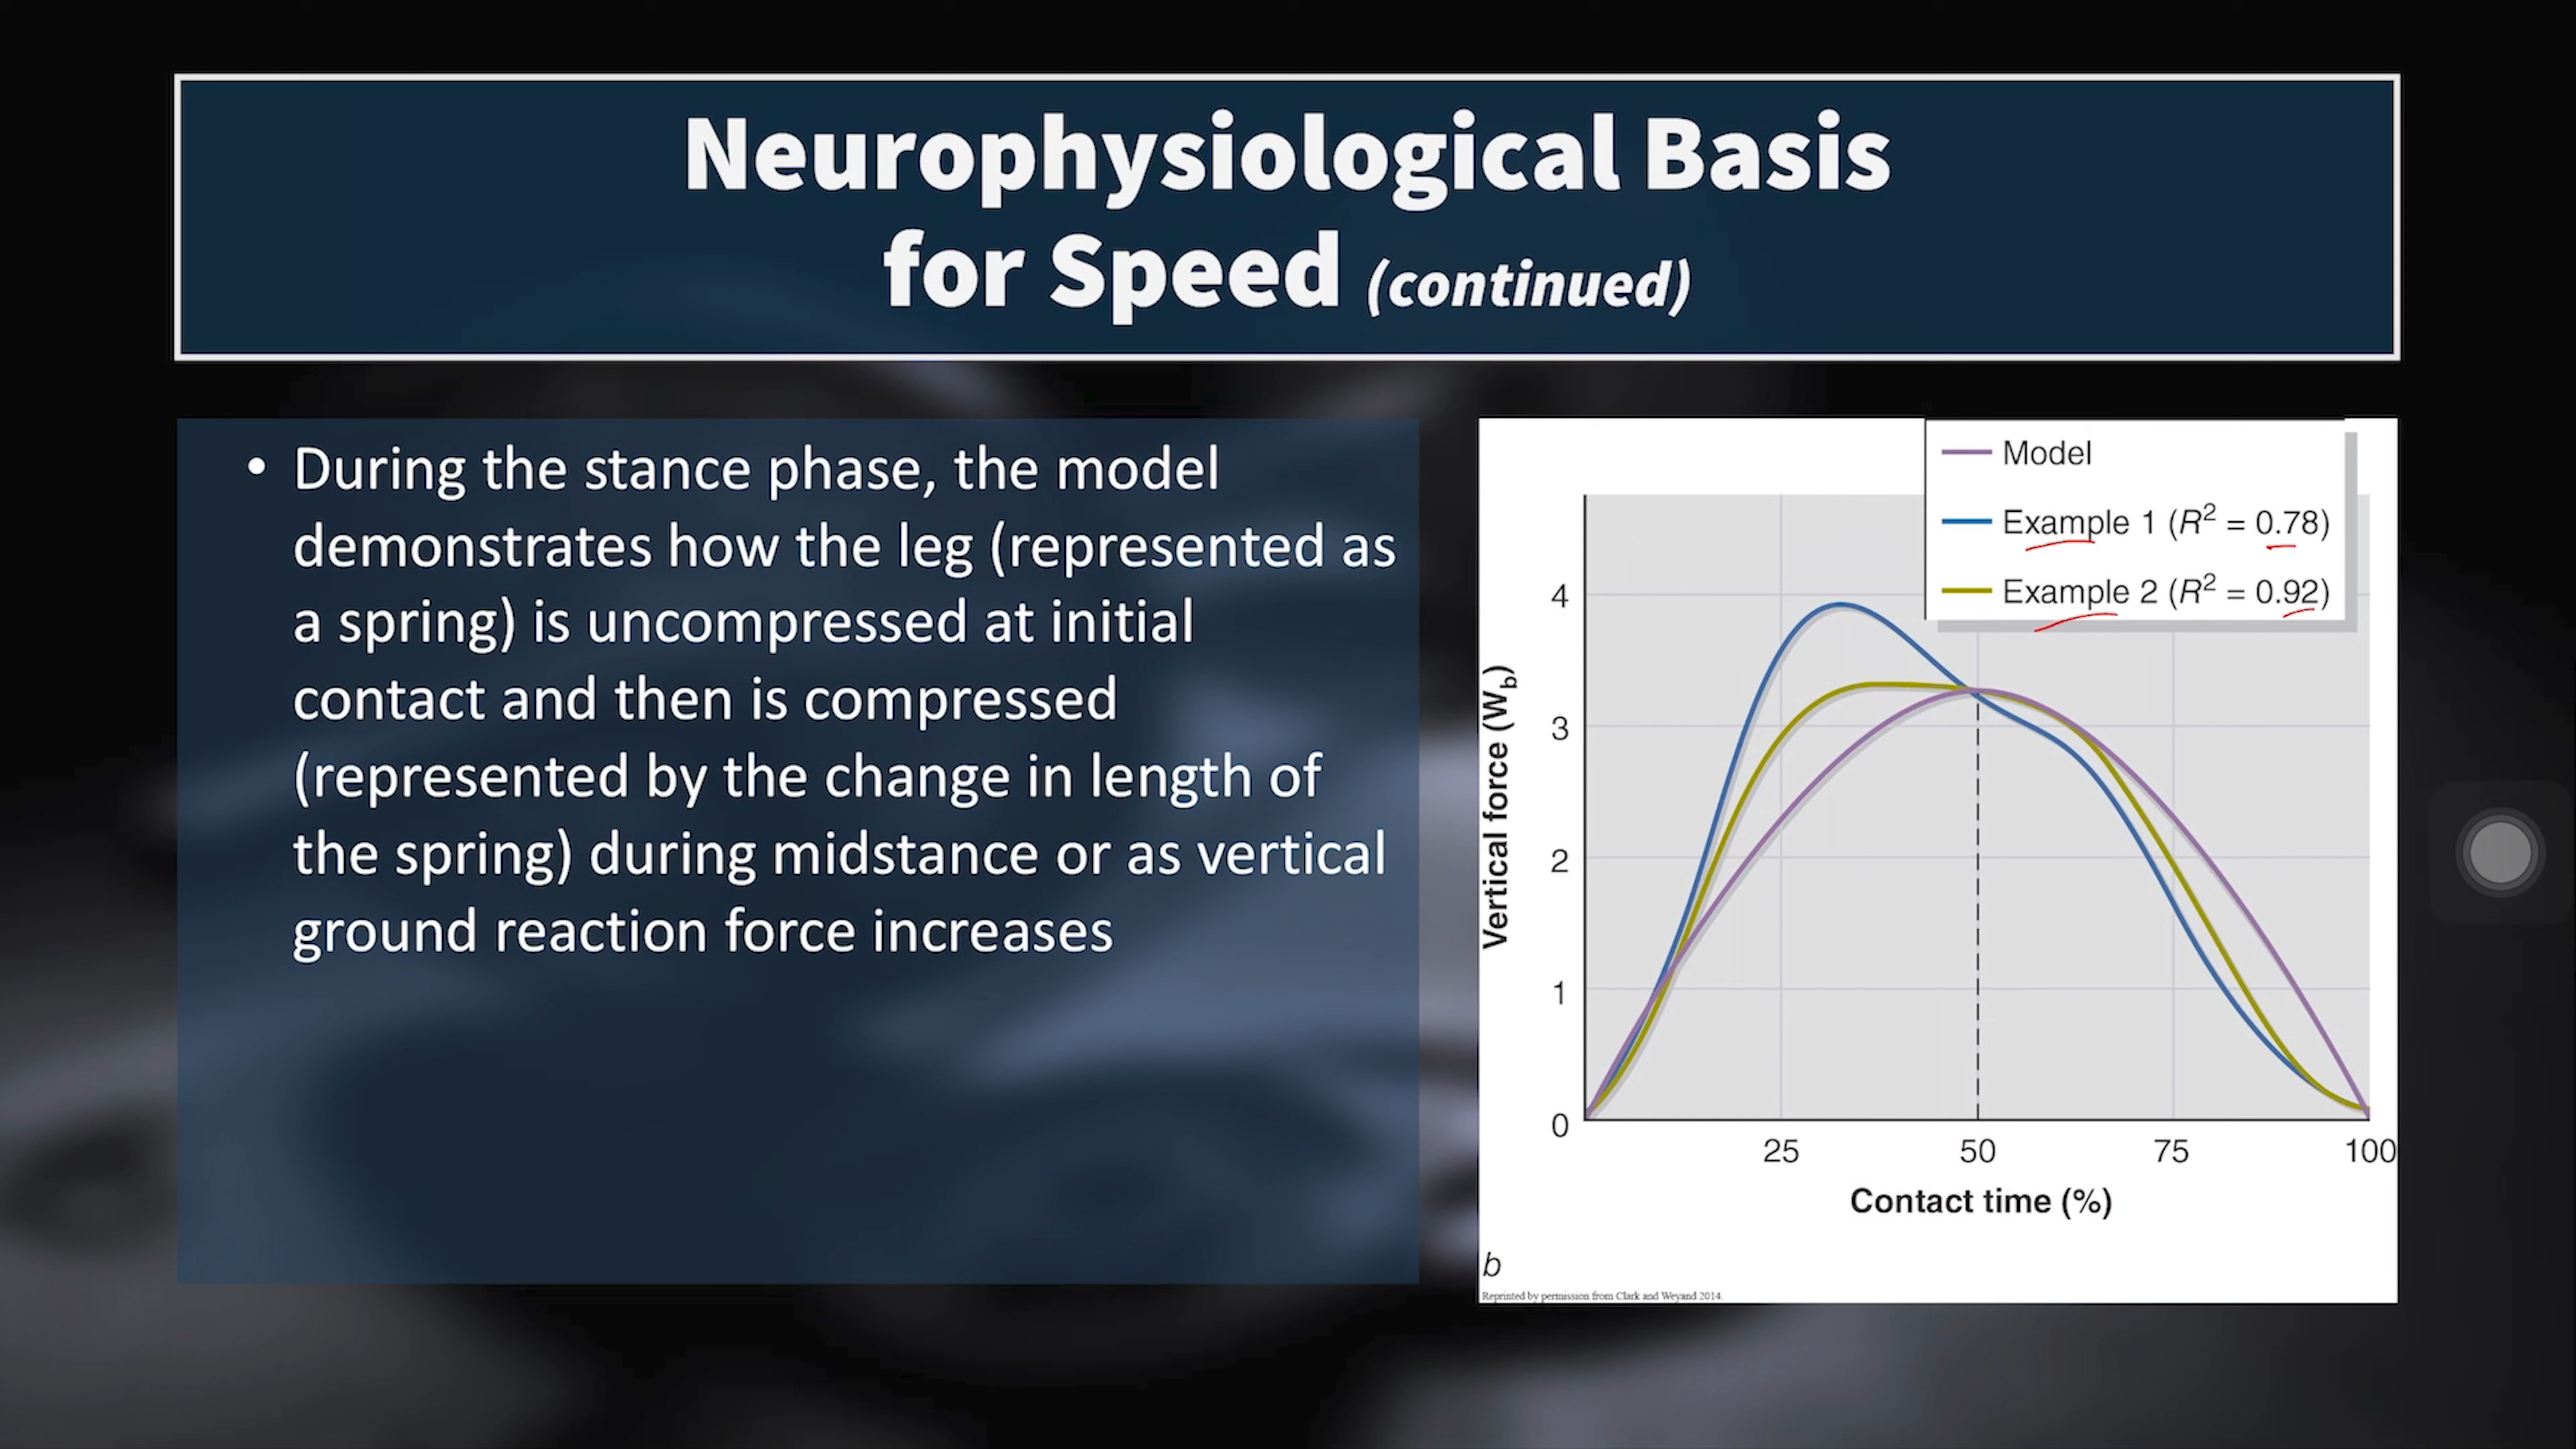 Neurophysiological Basis
for Speed (continued)
• During the stance phase, the model
demonstrates how the leg (represented as
a spring) is uncompressed at initial
contact and then is compressed
(represented by the change in length of
the spring) during midstance or as vertical
ground reaction force increases
Model
Example 1 (R² = 0.78)
Example 2 (R² = 0.92)
Vertical force (W_b)
4
3
2
1
0
25 50 75 100
Contact time (%)
b
Reprinted by permission from Clark and Weyand 2014.